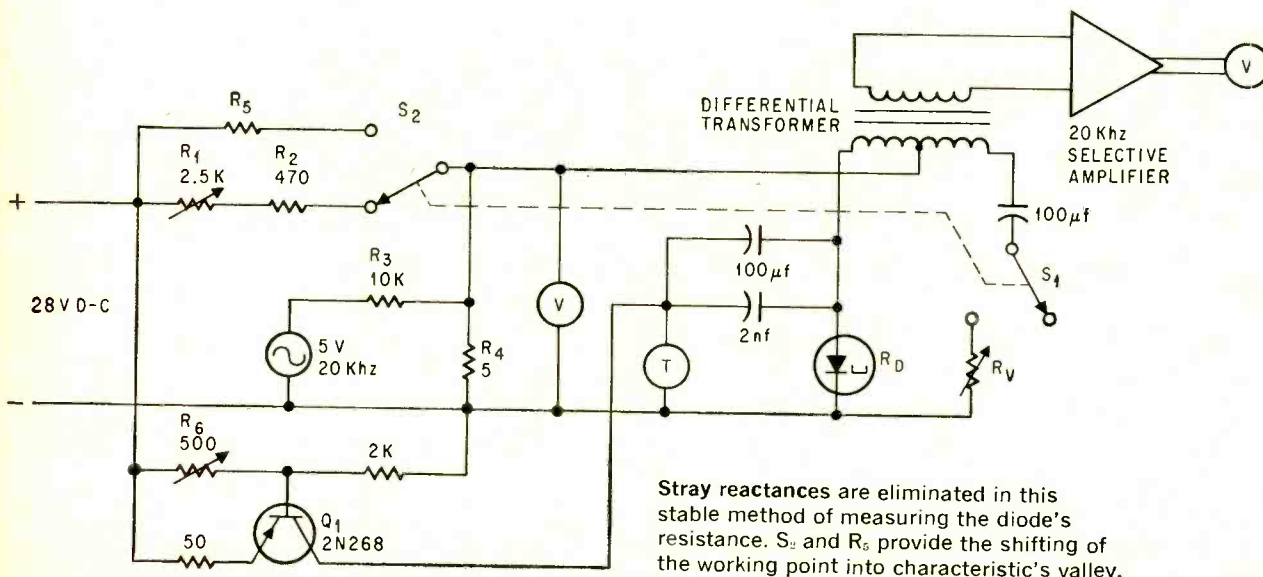 R5
S2
R1
2.5K
R2
470
+
R3
10K
28V D-C
5 V
20 Khz
R4
5
V
-
R6
500
2K
Q1
2N268
50
DIFFERENTIAL
TRANSFORMER
20 Khz
SELECTIVE
AMPLIFIER
V
100µf
S1
100µf
2nf
T
RD
RV
Stray reactances are eliminated in this
stable method of measuring the diode's
resistance. S2 and R5 provide the shifting of
the working point into characteristic's valley.